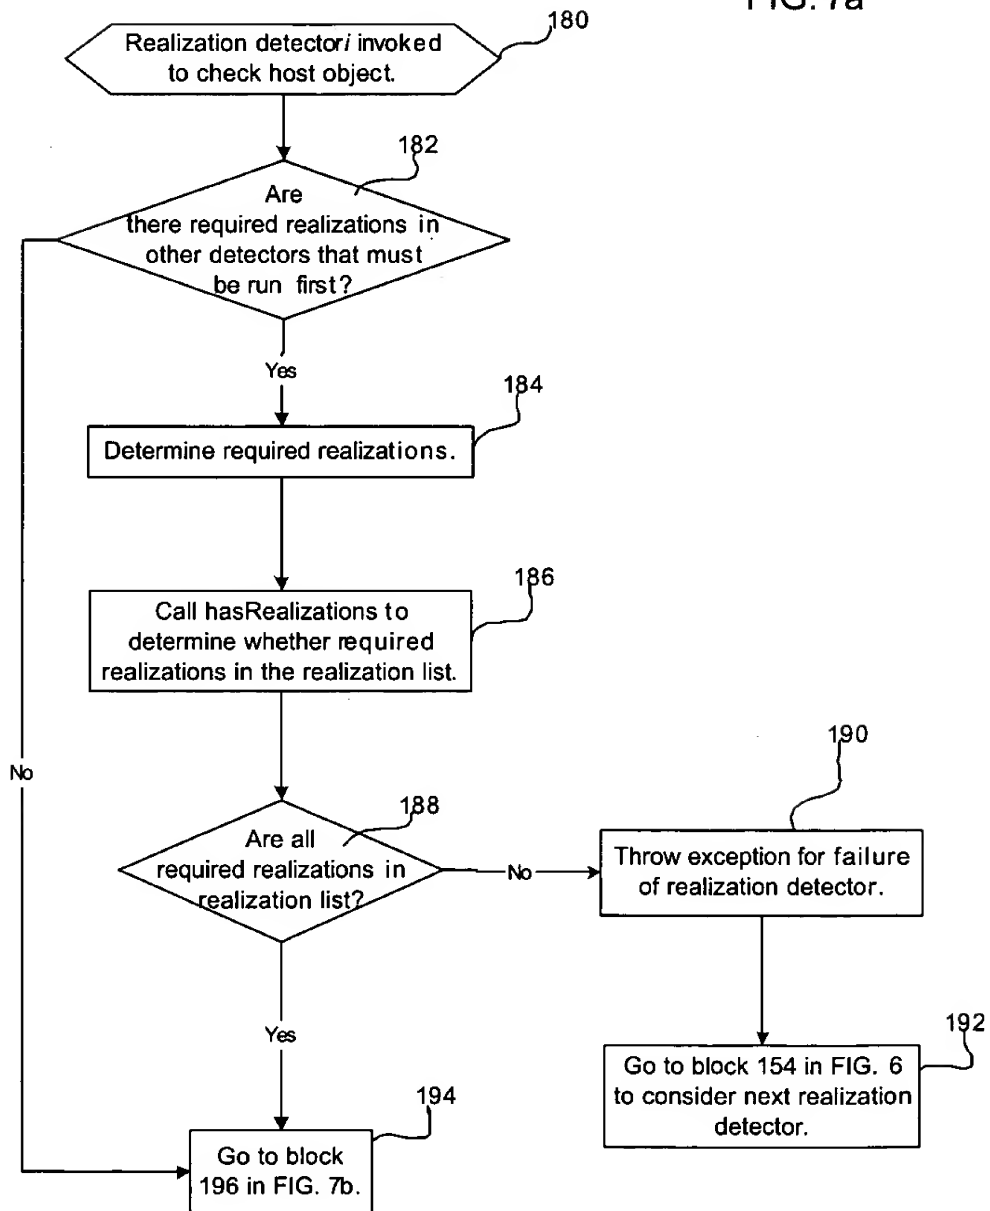 FIG. 7a
180
Realization detector i invoked
to check host object.
182
Are
there required realizations in
other detectors that must
be run first?
Yes
184
Determine required realizations.
186
Call hasRealizations to
determine whether required
realizations in the realization list.
190
No
188
Are all
required realizations in
realization list?
No
Throw exception for failure
of realization detector.
Yes
192
Go to block 154 in FIG. 6
to consider next realization
detector.
194
Go to block
196 in FIG. 7b.